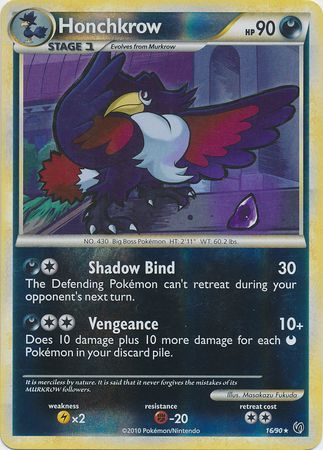 Honchkrow
HP 90
STAGE 1
Evolves from Murkrow
NO. 430 Big Boss Pokémon HT: 2'11" WT: 60.2 lbs.
Shadow Bind 30
The Defending Pokémon can't retreat during your
opponent's next turn.
Vengeance 10+
Does 10 damage plus 10 more damage for each
Pokémon in your discard pile.
It is merciless by nature. It is said that it never forgives the mistakes of its
MURKROW followers.
Illus. Masakazu Fukuda
weakness
resistance
retreat cost
×2
-20
©2010 Pokémon/Nintendo
16/90 ★